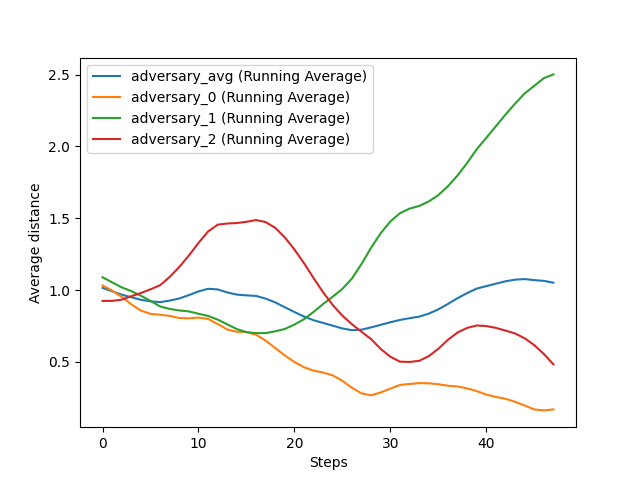 adversary_avg (Running Average)
adversary_0 (Running Average)
adversary_1 (Running Average)
adversary_2 (Running Average)
2.5
2.0
1.5
1.0
0.5
Average distance
0 10 20 30 40
Steps